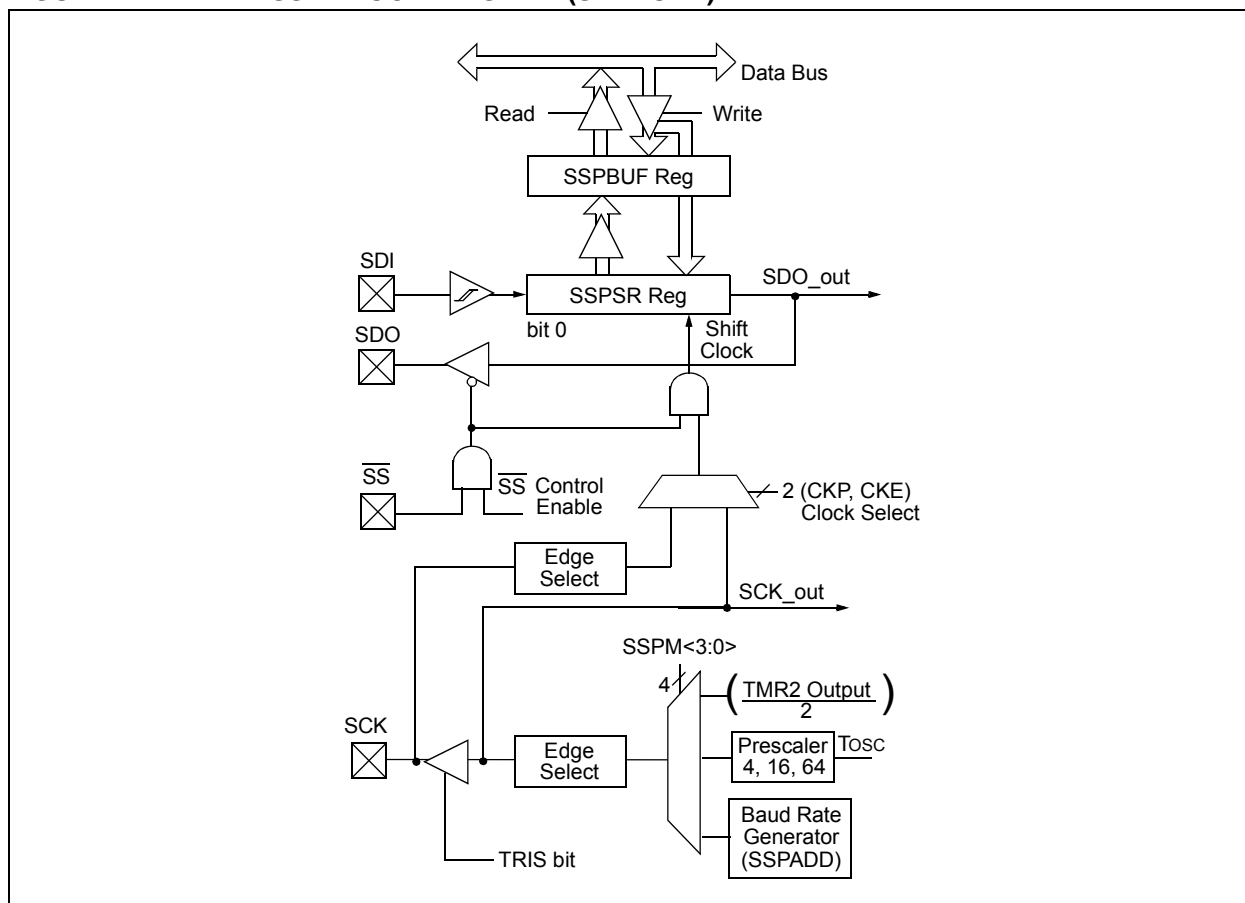 Data Bus
Read
Write
SSPBUF Reg
SDI
SSPSR Reg
SDO_out
bit 0
Shift
Clock
SDO
SS
SS Control
Enable
2 (CKP, CKE)
Clock Select
Edge
Select
SCK_out
SSPM<3:0>
4
(TMR2 Output)
2
SCK
Edge
Select
Prescaler
4, 16, 64
TOSC
Baud Rate
Generator
(SSPADD)
TRIS bit